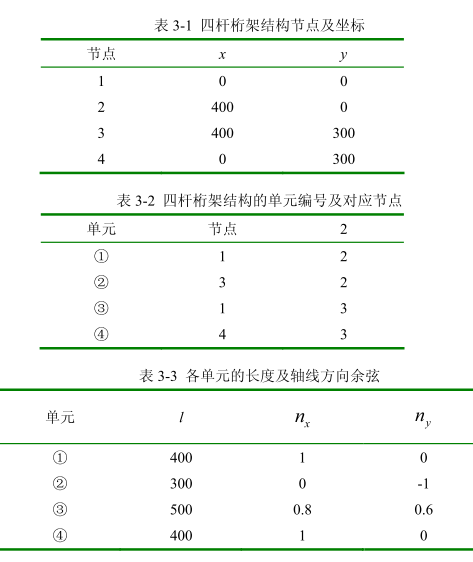 表 3-1 四杆桁架结构节点及坐标
节点 x y
1 0 0
2 400 0
3 400 300
4 0 300
表 3-2 四杆桁架结构的单元编号及对应节点
单元 节点 2
① 1 2
② 3 2
③ 1 3
④ 4 3
表 3-3 各单元的长度及轴线方向余弦
单元 l nₓ n_y
① 400 1 0
② 300 0 -1
③ 500 0.8 0.6
④ 400 1 0